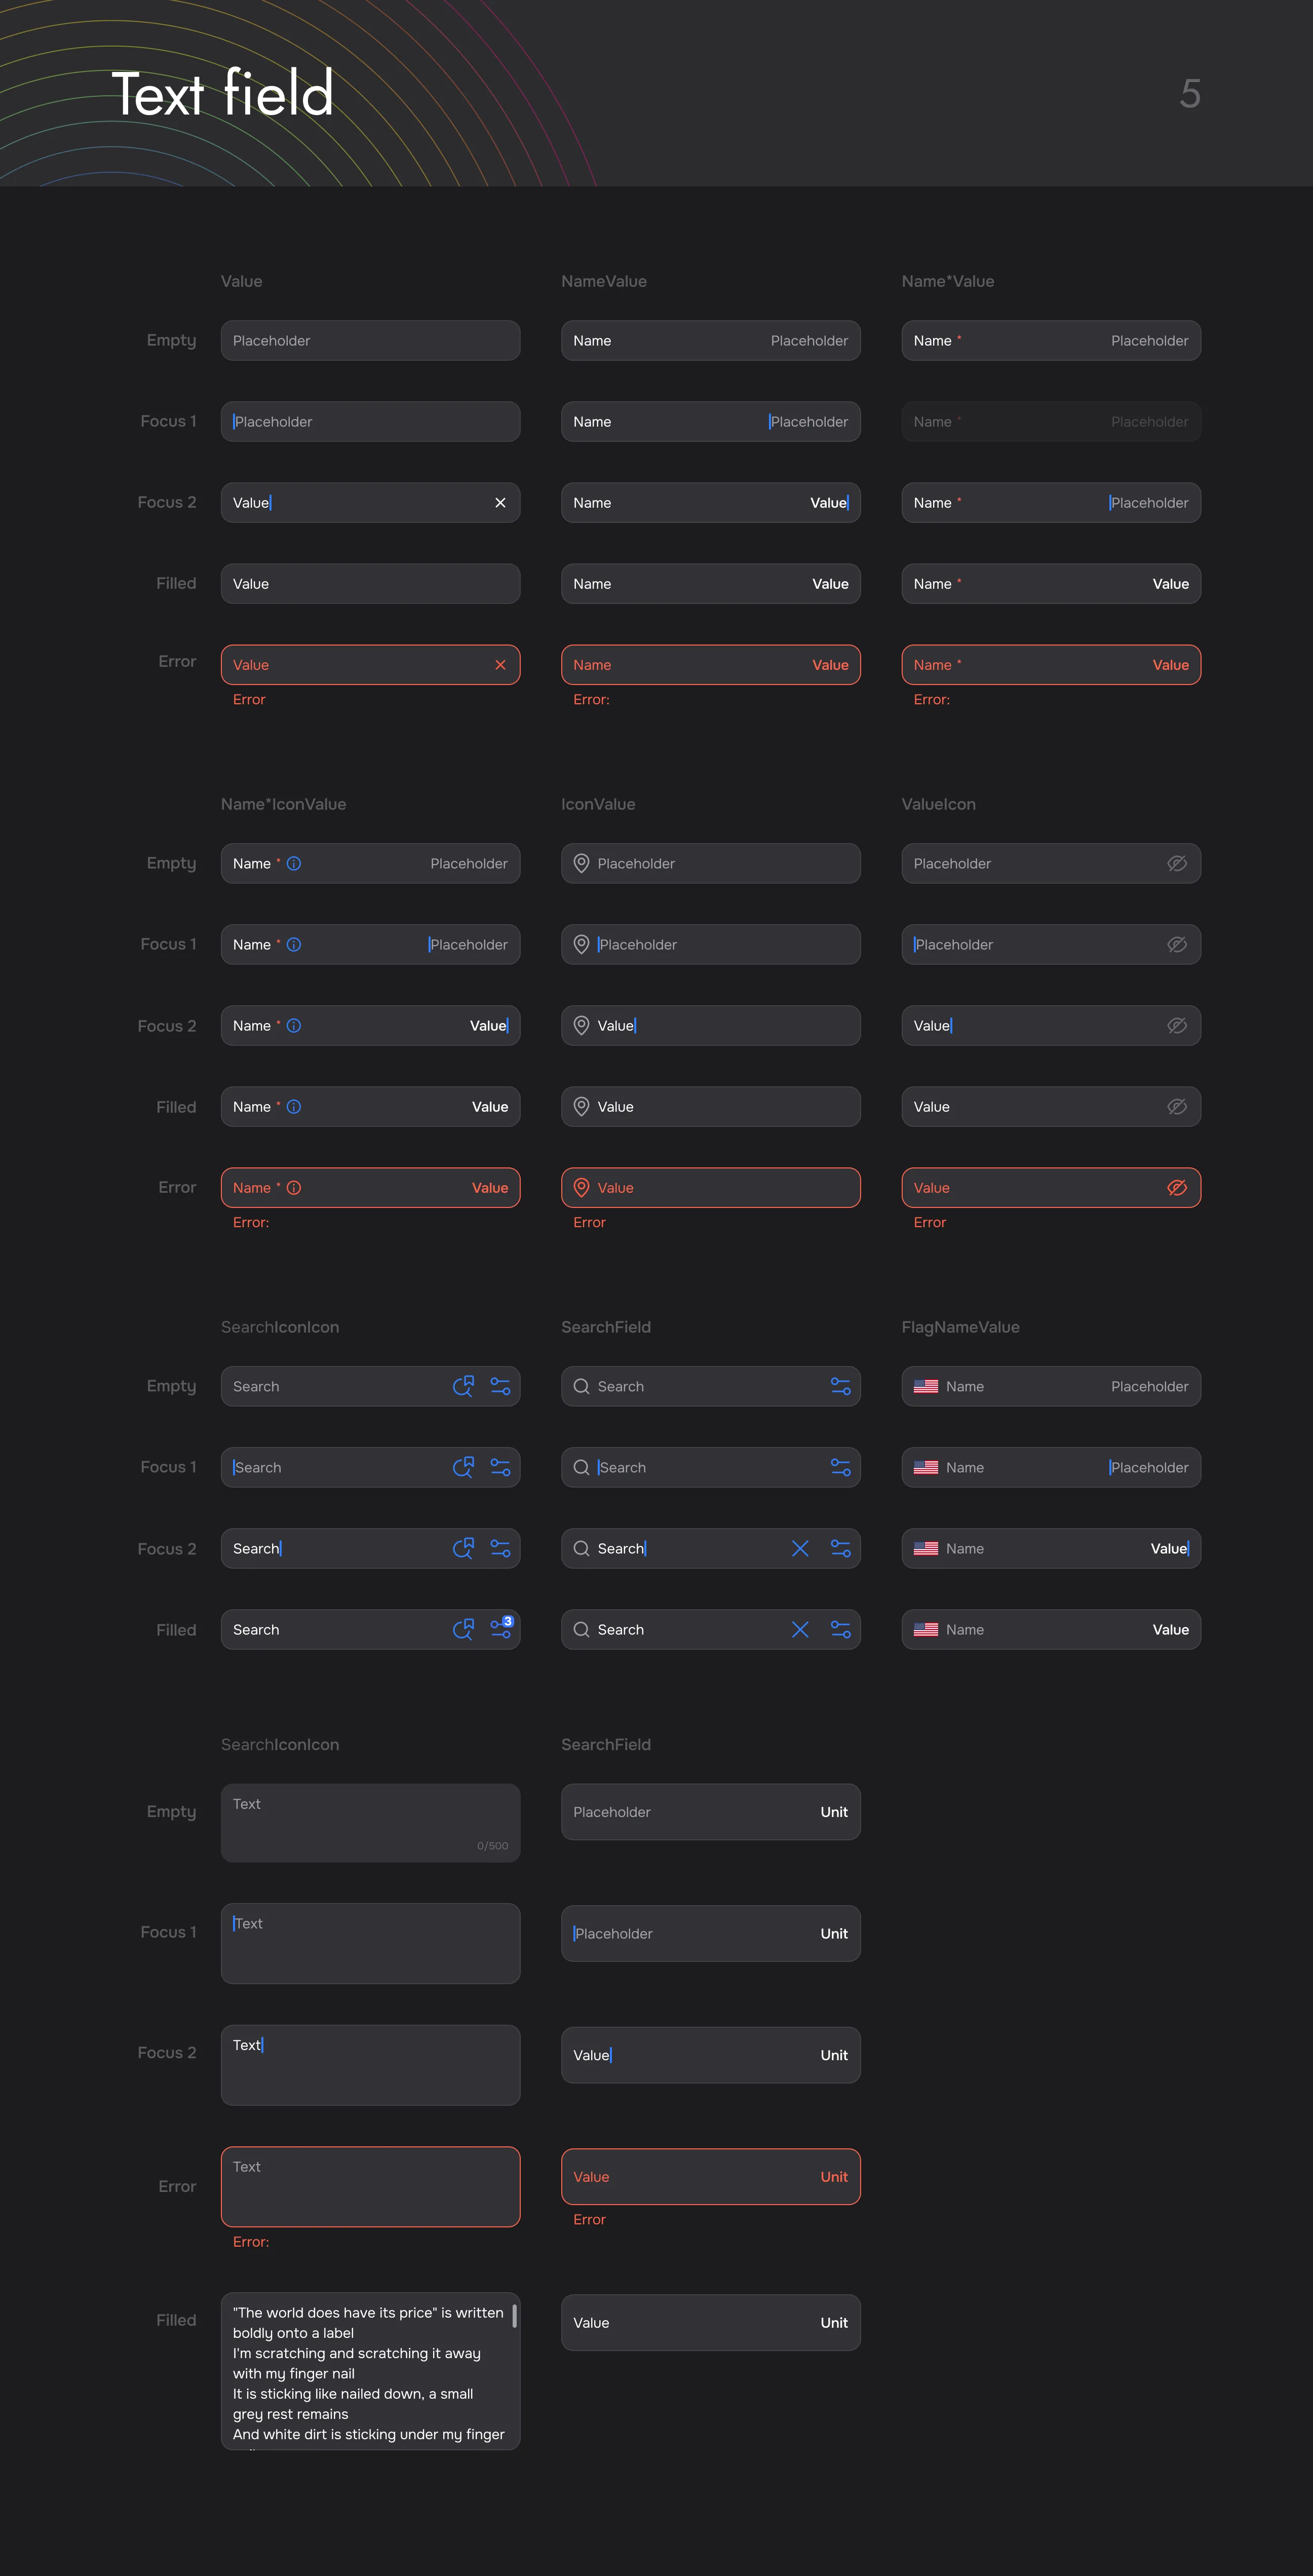 Text field
5
Value NameValue Name*Value
Empty Placeholder Name Placeholder Name * Placeholder
Focus 1 Placeholder Name Placeholder Name * Placeholder
Focus 2 Value Name Value Name * Placeholder
Filled Value Name Value Name * Value
Error Value Name Value Name * Value
Error Error: Error:
Name*IconValue IconValue ValueIcon
Empty Name * Placeholder Placeholder Placeholder
Focus 1 Name * Placeholder Placeholder Placeholder
Focus 2 Name * Value Value Value
Filled Name * Value Value Value
Error Name * Value Value Value
Error: Error Error
SearchIconIcon SearchField FlagNameValue
Empty Search Search Name Placeholder
Focus 1 Search Search Name Placeholder
Focus 2 Search Search Name Value
Filled Search 3 Search Name Value
SearchIconIcon SearchField
Empty Text Placeholder Unit
0/500
Focus 1 Text Placeholder Unit
Focus 2 Text Value Unit
Error Text Value Unit
Error: Error
Filled Value Unit
"The world does have its price" is written
boldly onto a label
I'm scratching and scratching it away
with my finger nail
It is sticking like nailed down, a small
grey rest remains
And white dirt is sticking under my finger